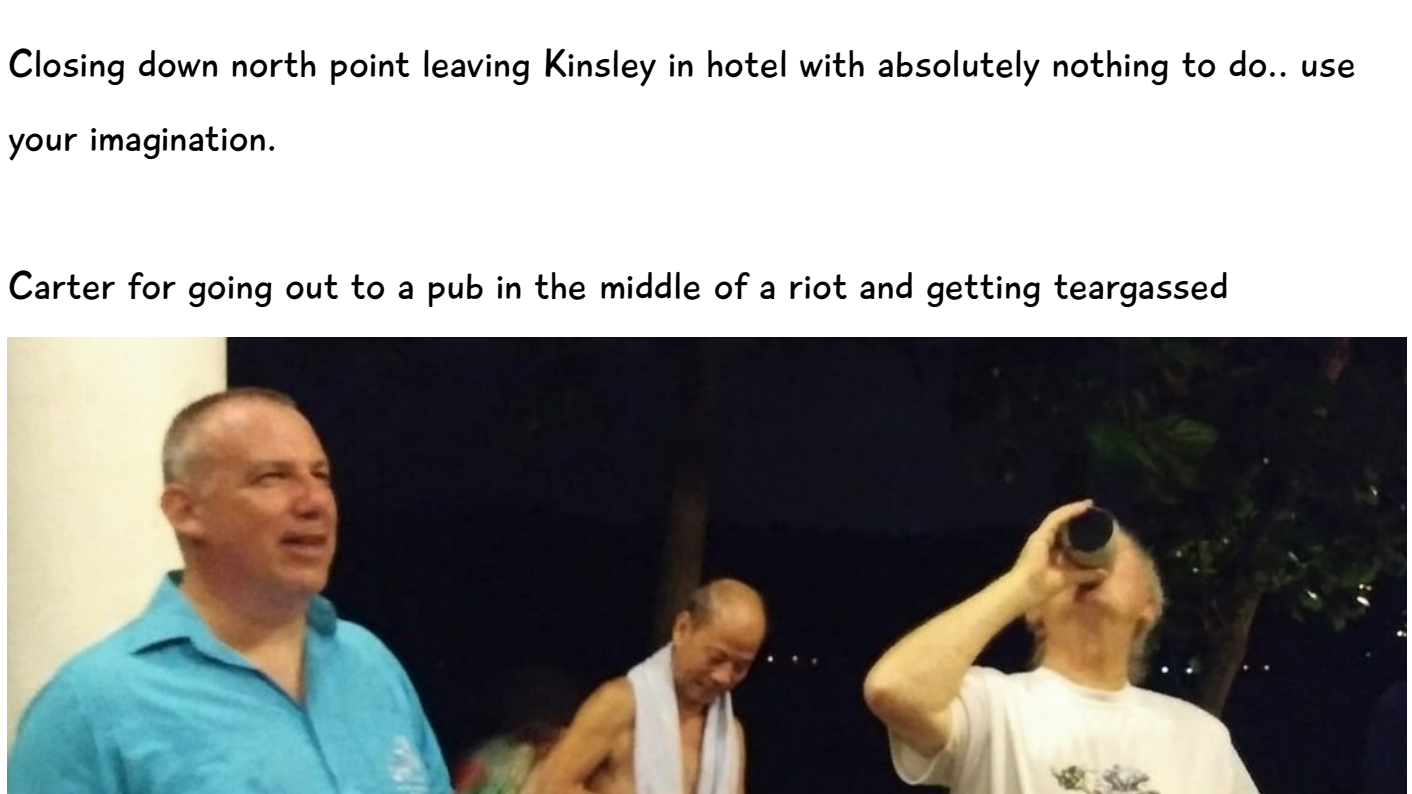 Closing down north point leaving Kinsley in hotel with absolutely nothing to do.. use
your imagination.
Carter for going out to a pub in the middle of a riot and getting teargassed